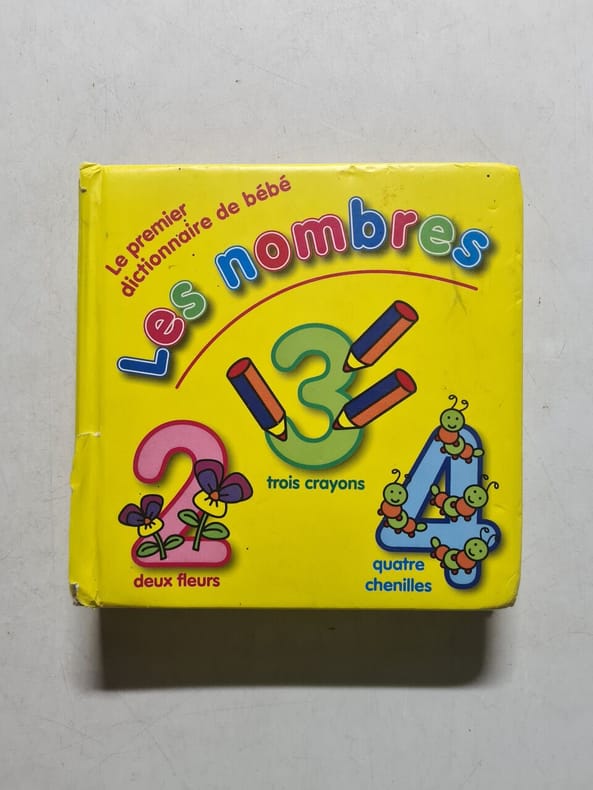 Le premier
dictionnaire de bébé
Les nombres
3
trois crayons
2
deux fleurs
4
quatre
chenilles